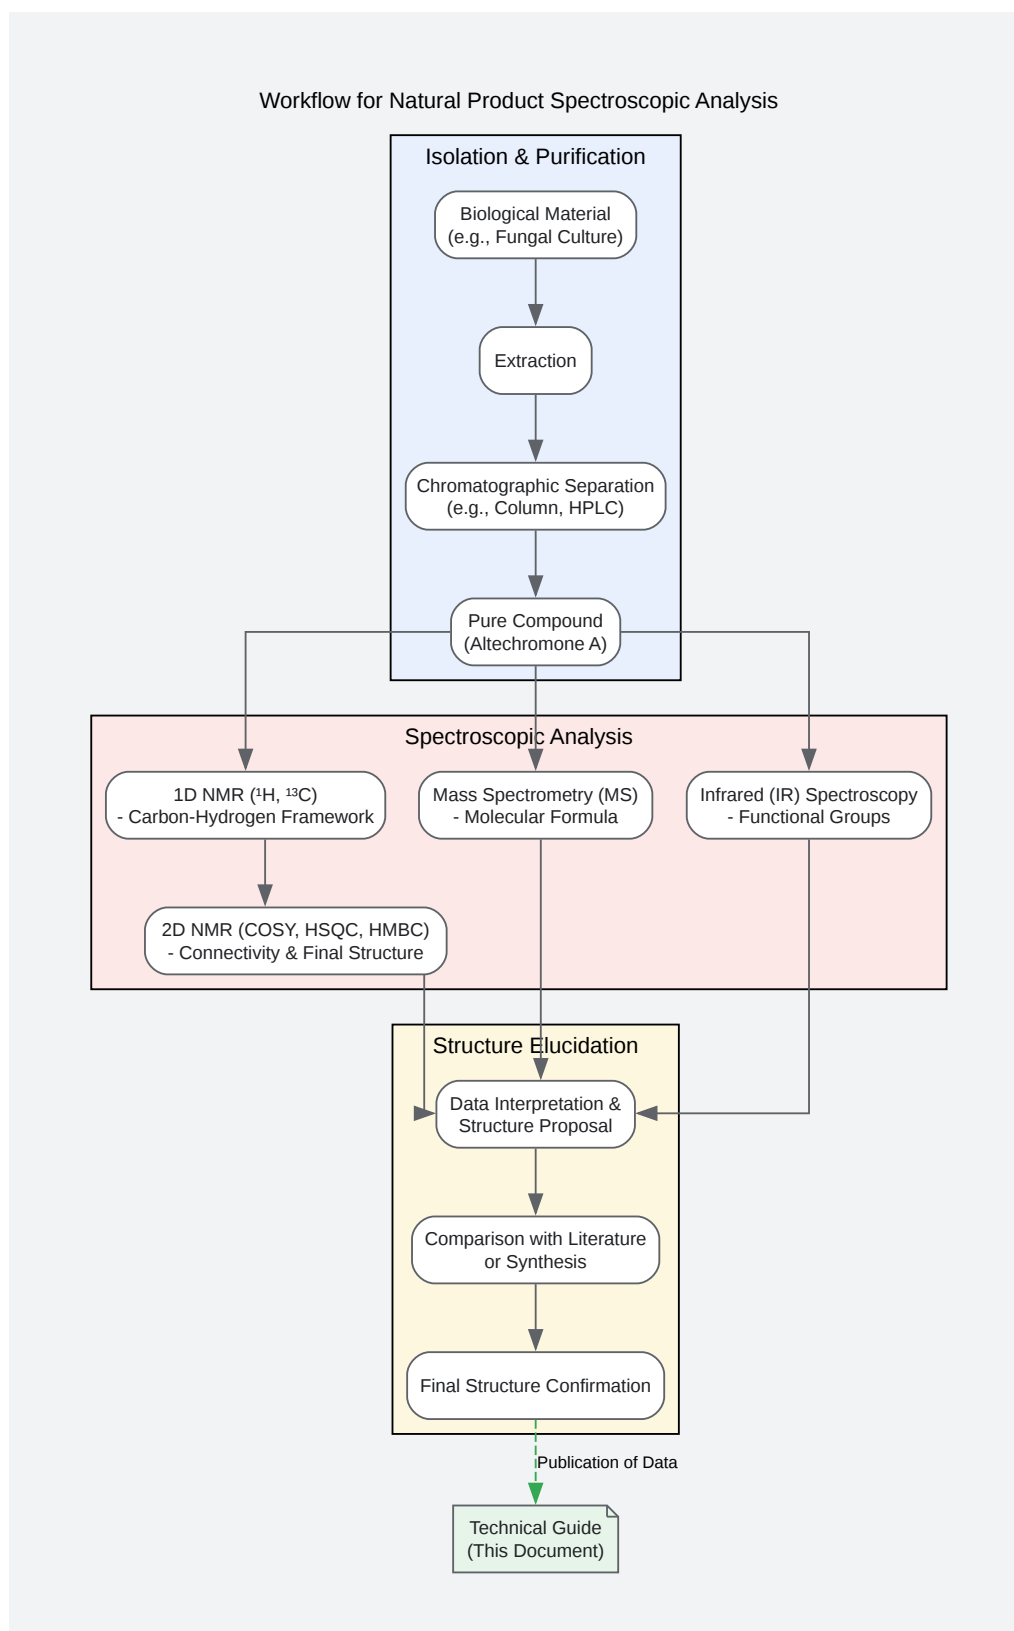 Workflow for Natural Product Spectroscopic Analysis
Isolation & Purification
Biological Material
(e.g., Fungal Culture)
Extraction
Chromatographic Separation
(e.g., Column, HPLC)
Pure Compound
(Altechromone A)
Spectroscopic Analysis
1D NMR (¹H, ¹³C)
- Carbon-Hydrogen Framework
Mass Spectrometry (MS)
- Molecular Formula
Infrared (IR) Spectroscopy
- Functional Groups
2D NMR (COSY, HSQC, HMBC)
- Connectivity & Final Structure
Structure Elucidation
Data Interpretation &
Structure Proposal
Comparison with Literature
or Synthesis
Final Structure Confirmation
Publication of Data
Technical Guide
(This Document)